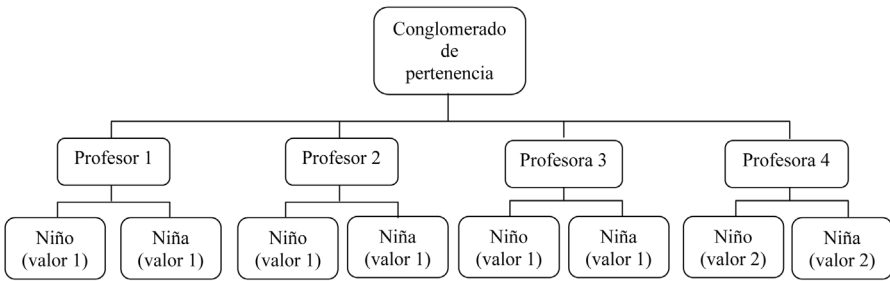 Conglomerado
de
pertenencia
Profesor 1
Profesor 2
Profesora 3
Profesora 4
Niño
(valor 1)
Niña
(valor 1)
Niño
(valor 1)
Niña
(valor 1)
Niño
(valor 1)
Niña
(valor 1)
Niño
(valor 2)
Niña
(valor 2)